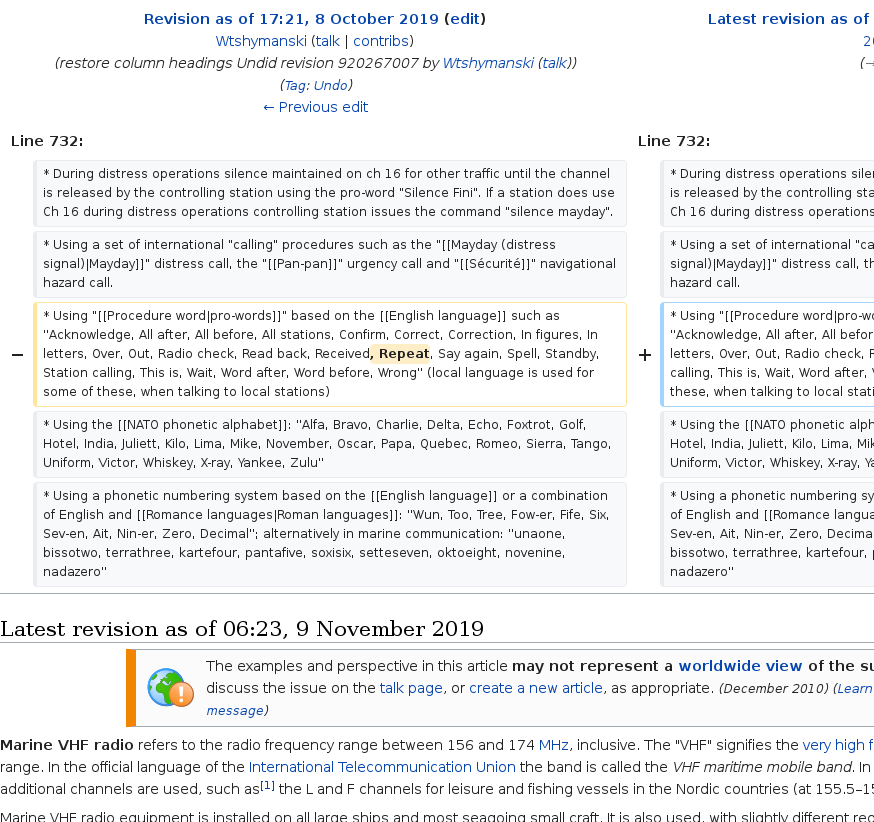 Revision as of 17:21, 8 October 2019 (edit)
Wtshymanski (talk | contribs)
(restore column headings Undid revision 920267007 by Wtshymanski (talk))
(Tag: Undo)
← Previous edit
Latest revision as of
(→
Line 732:
* During distress operations silence maintained on ch 16 for other traffic until the channel
is released by the controlling station using the pro-word "Silence Fini". If a station does use
Ch 16 during distress operations controlling station issues the command "silence mayday".
* Using a set of international "calling" procedures such as the "[[Mayday (distress
signal)|Mayday]]" distress call, the "[[Pan-pan]]" urgency call and "[[Sécurité]]" navigational
hazard call.
− * Using "[[Procedure word|pro-words]]" based on the [[English language]] such as
''Acknowledge, All after, All before, All stations, Confirm, Correct, Correction, In figures, In
letters, Over, Out, Radio check, Read back, Received, Repeat, Say again, Spell, Standby,
Station calling, This is, Wait, Word after, Word before, Wrong'' (local language is used for
some of these, when talking to local stations)
* Using the [[NATO phonetic alphabet]]: ''Alfa, Bravo, Charlie, Delta, Echo, Foxtrot, Golf,
Hotel, India, Juliett, Kilo, Lima, Mike, November, Oscar, Papa, Quebec, Romeo, Sierra, Tango,
Uniform, Victor, Whiskey, X-ray, Yankee, Zulu''
* Using a phonetic numbering system based on the [[English language]] or a combination
of English and [[Romance languages|Roman languages]]: ''Wun, Too, Tree, Fow-er, Fife, Six,
Sev-en, Ait, Nin-er, Zero, Decimal''; alternatively in marine communication: ''unaone,
bissotwo, terrathree, kartefour, pantafive, soxisix, setteseven, oktoeight, novenine,
nadazero''
Line 732:
* During distress operations
is released by the controlling
Ch 16 during distress operations
* Using a set of international
signal)|Mayday]]" distress call,
hazard call.
+ * Using "[[Procedure
''Acknowledge, All after, All
letters, Over, Out, Radio check,
calling, This is, Wait, Word after,
these, when talking to local
* Using the [[NATO phonetic
Hotel, India, Juliett, Kilo, Lima,
Uniform, Victor, Whiskey, X-ray,
* Using a phonetic numbering
of English and [[Romance
Sev-en, Ait, Nin-er, Zero,
bissotwo, terrathree, kartefour,
nadazero''
Latest revision as of 06:23, 9 November 2019
The examples and perspective in this article may not represent a worldwide view of the
discuss the issue on the talk page, or create a new article, as appropriate. (December 2010) (Learn
message)
Marine VHF radio refers to the radio frequency range between 156 and 174 MHz, inclusive. The "VHF" signifies the very high
range. In the official language of the International Telecommunication Union the band is called the VHF maritime mobile band. In
additional channels are used, such as[1] the L and F channels for leisure and fishing vessels in the Nordic countries (at
Marine VHF radio equipment is installed on all large ships and most seagoing small craft. It is also used, with slightly different